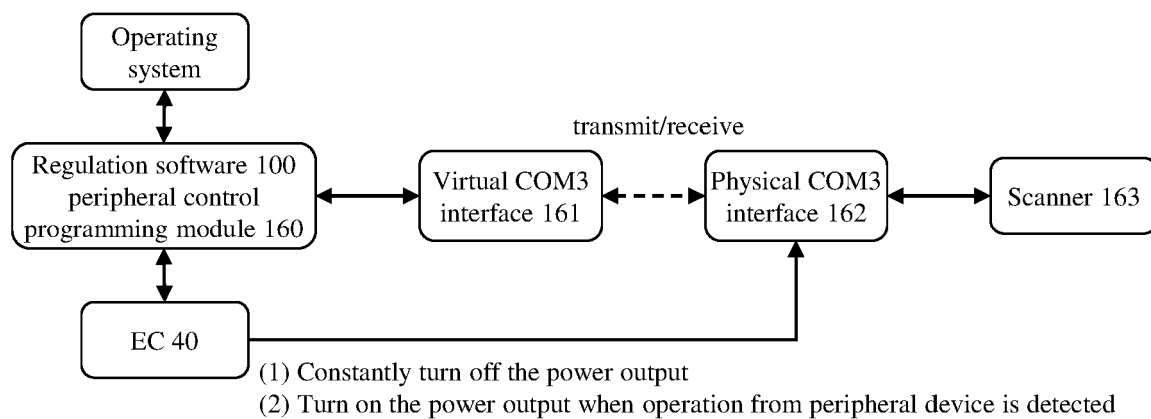 Operating
system
transmit/receive
Regulation software 100
peripheral control
programming module 160
Virtual COM3
interface 161
Physical COM3
interface 162
Scanner 163
EC 40
(1) Constantly turn off the power output
(2) Turn on the power output when operation from peripheral device is detected